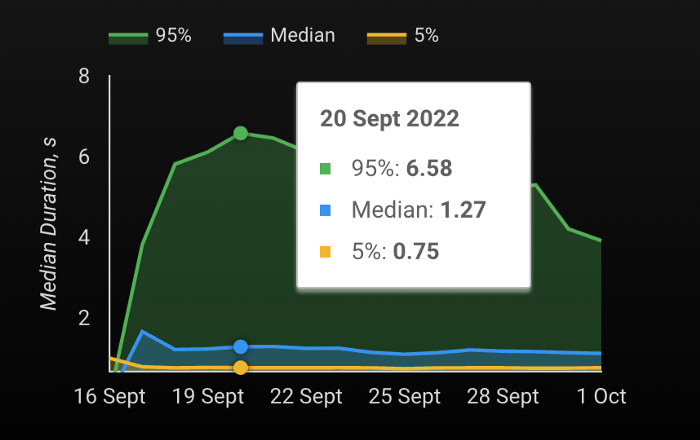 95% Median 5%
8
6
4
2
Median Duration, s
20 Sept 2022
95%: 6.58
Median: 1.27
5%: 0.75
16 Sept 19 Sept 22 Sept 25 Sept 28 Sept 1 Oct